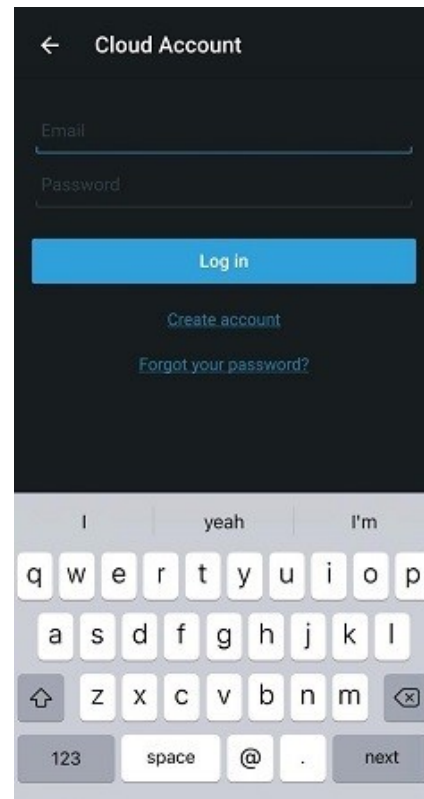 Cloud Account
Email
Password
Log in
Create account
Forgot your password?
I yeah I'm
q w e r t y u i o p
a s d f g h j k l
z x c v b n m
123 space @ . next